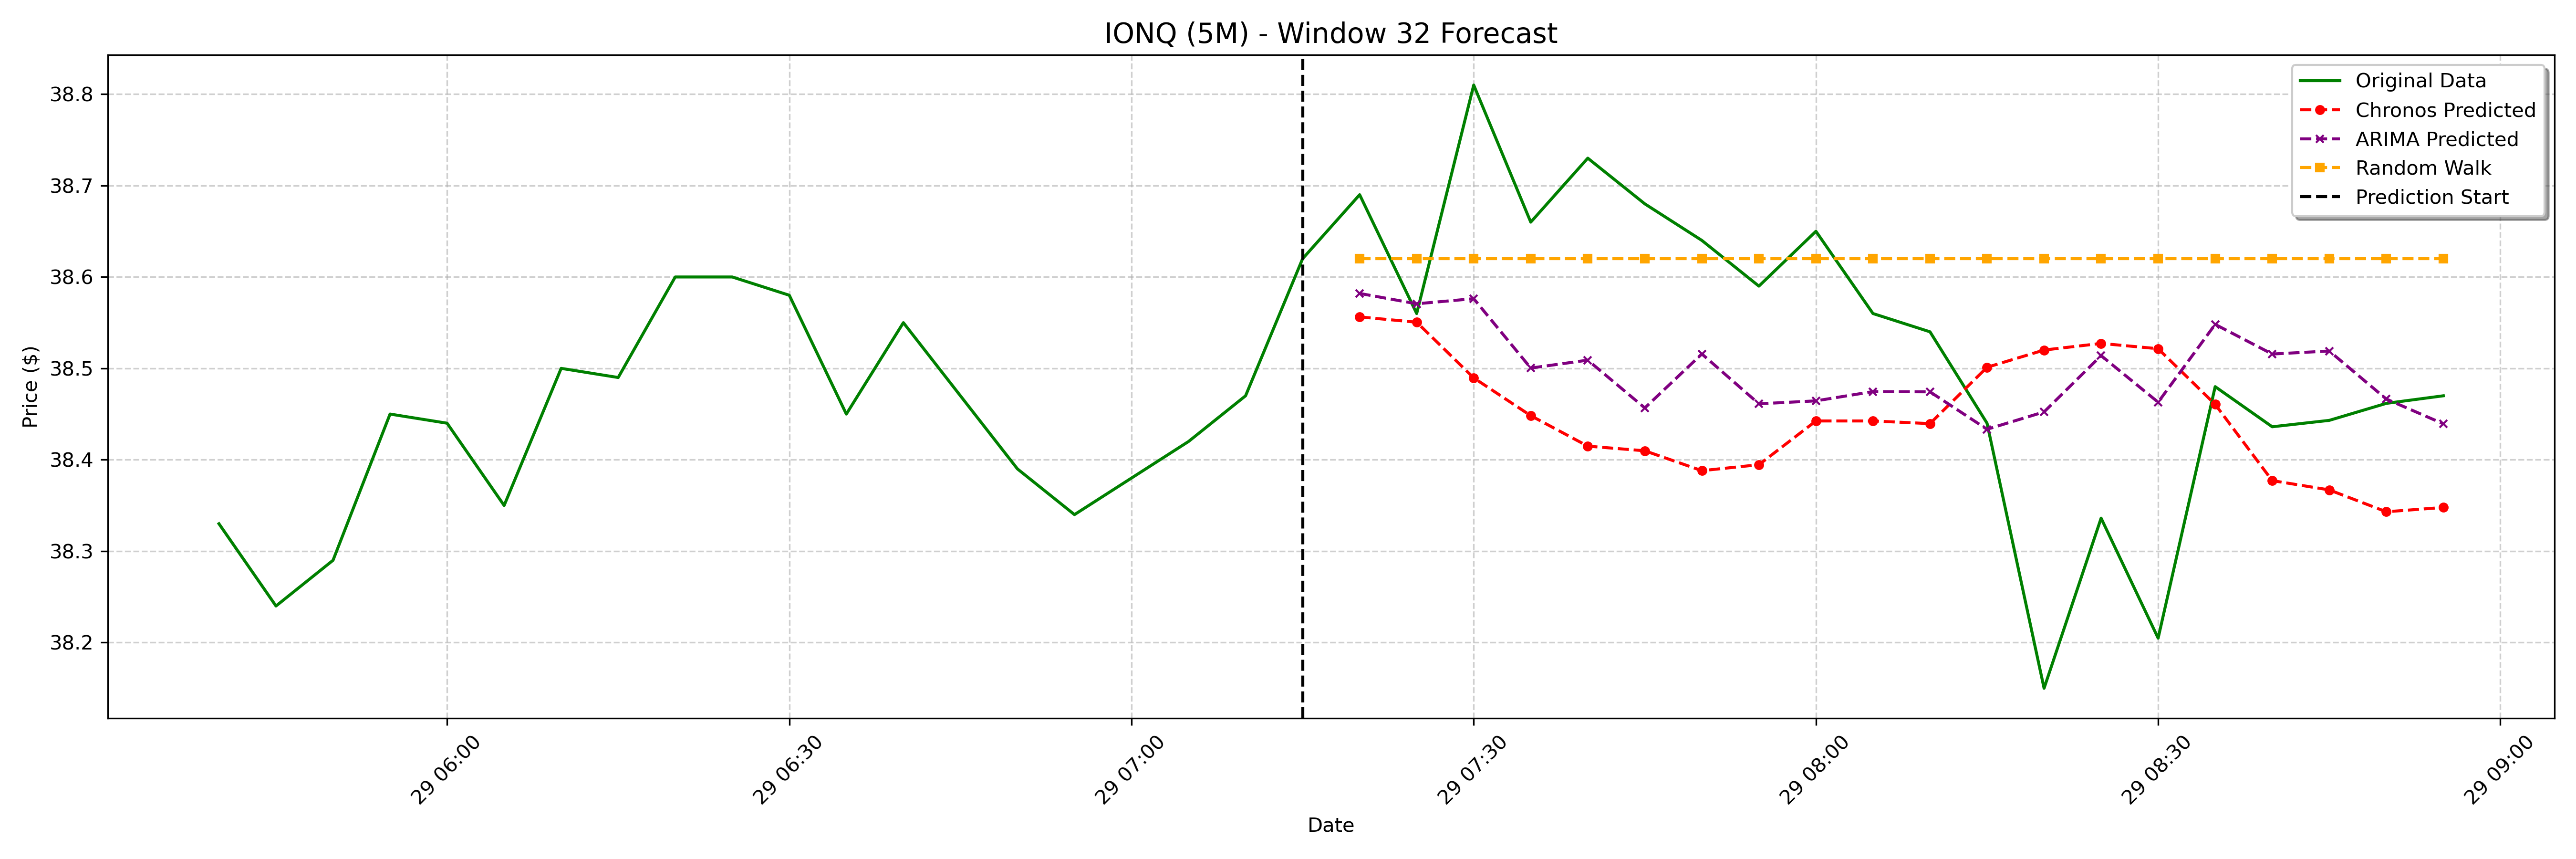 IONQ (5M) - Window 32 Forecast
Price ($)
38.8
38.7
38.6
38.5
38.4
38.3
38.2
Original Data
Chronos Predicted
ARIMA Predicted
Random Walk
Prediction Start
29 06:00
29 06:30
29 07:00
29 07:30
29 08:00
29 08:30
29 09:00
Date